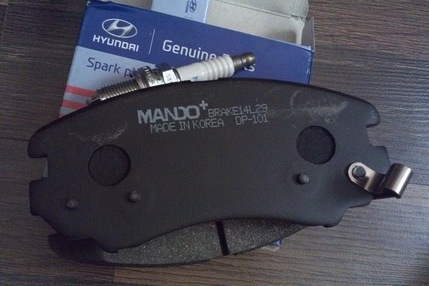 HYUNDAI
Genuine
Spark
MANDO+ BRAKE14L29
MADE IN KOREA DP-101